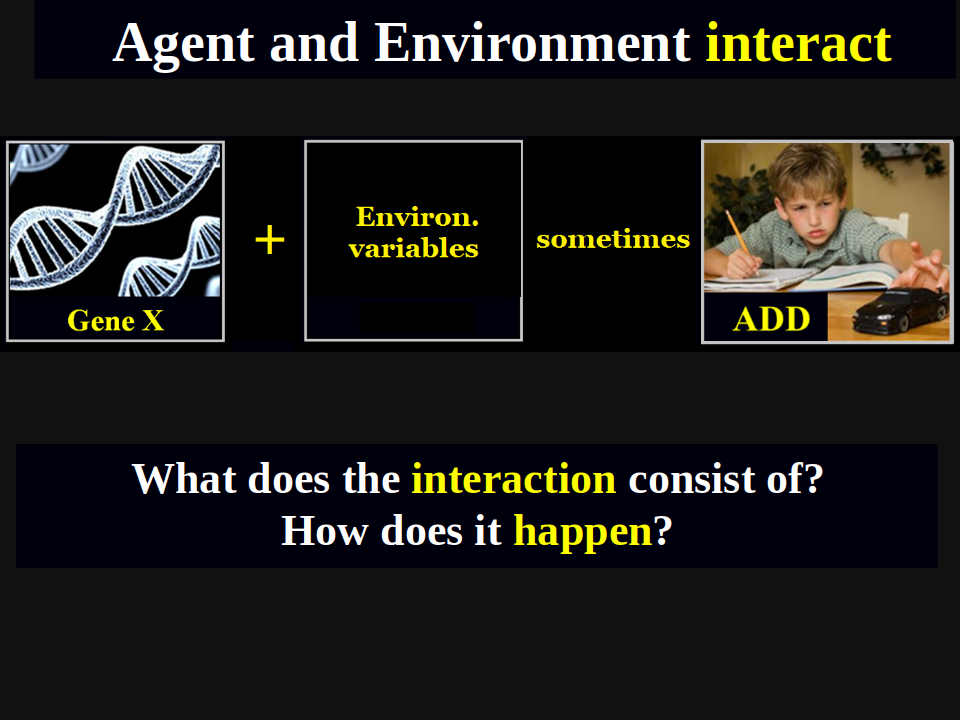 Agent and Environment interact
Gene X
+
Environ.
variables
sometimes
ADD
What does the interaction consist of?
How does it happen?